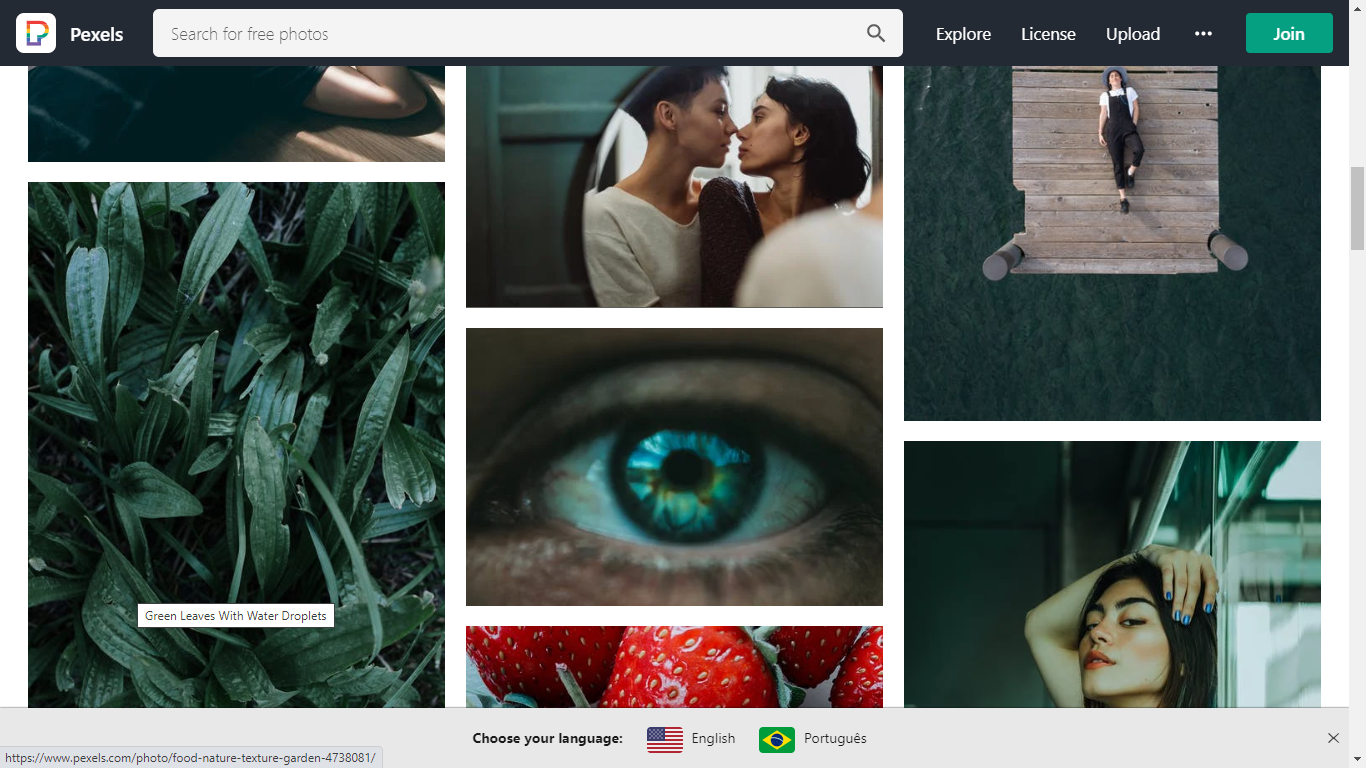 Pexels
Search for free photos
Explore
License
Upload
Join
Green Leaves With Water Droplets
Choose your language:
English
Português
https://www.pexels.com/photo/food-nature-texture-garden-4738081/